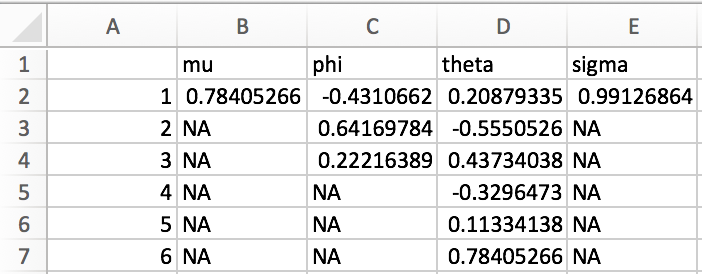 A B C D E
1 mu phi theta sigma
2 1 0.78405266 -0.4310662 0.20879335 0.99126864
3 2 NA 0.64169784 -0.5550526 NA
4 3 NA 0.22216389 0.43734038 NA
5 4 NA NA -0.3296473 NA
6 5 NA NA 0.11334138 NA
7 6 NA NA 0.78405266 NA